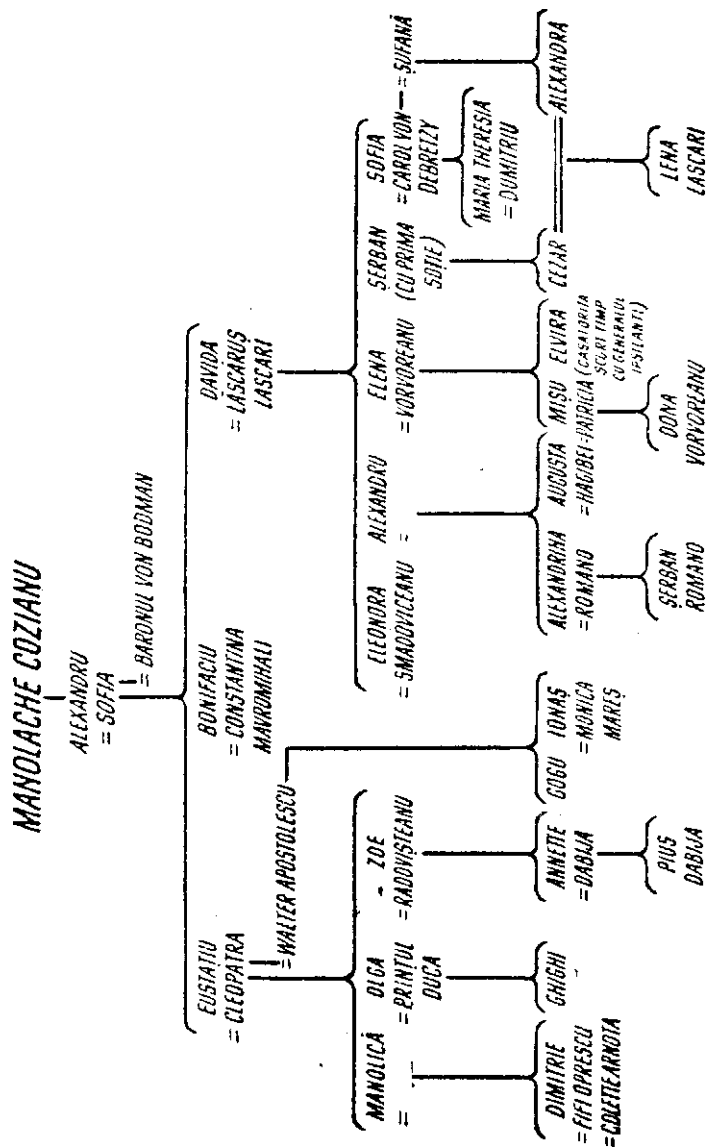 MANOLACHE COZIANU
ALEXANDRU
= SOFIA
= BARONUL VON BODMAN
EUSTAȚIU
= CLEOPATRA
= WALTER APOSTOLESCU
BONIFACIU
= CONSTANTINA
MAVROMIHALI
DAVIDA
= LASCĂRUȘ
LASCARI
MANOLICĂ
=
OLGA
= PRINȚUL
DUCA
ZOE
= RADOVIȘTEANU
ELEONORA
= SMADOVICEANU
ALEXANDRU
=
ELENA
= VORVOREANU
ȘERBAN
(CU PRIMA
SOȚIE)
SOFIA
= CAROL VON
DEBREIZY
= SUFANĂ
MARIA THERESIA
= DUMITRIU
DIMITRIE
= FIFI OPRESCU
= COLETTE ARNOTA
GHIGHI
ANNETTE
= DABIJA
GOGU
IONAȘ
= MONICA
MAREȘ
ALEXANDRINA
= ROMANO
AUGUSTA
= HAGIBEI
MIȘU
= PATRICIA
ELVIRA
(CASATORITA
SCURT TIMP
CU GENERALUL
IPSILANTI)
CEZAR
ALEXANDRA
PIUS
DABIJA
ȘERBAN
ROMANO
DONA
VORVOREANU
LENA
LASCARI